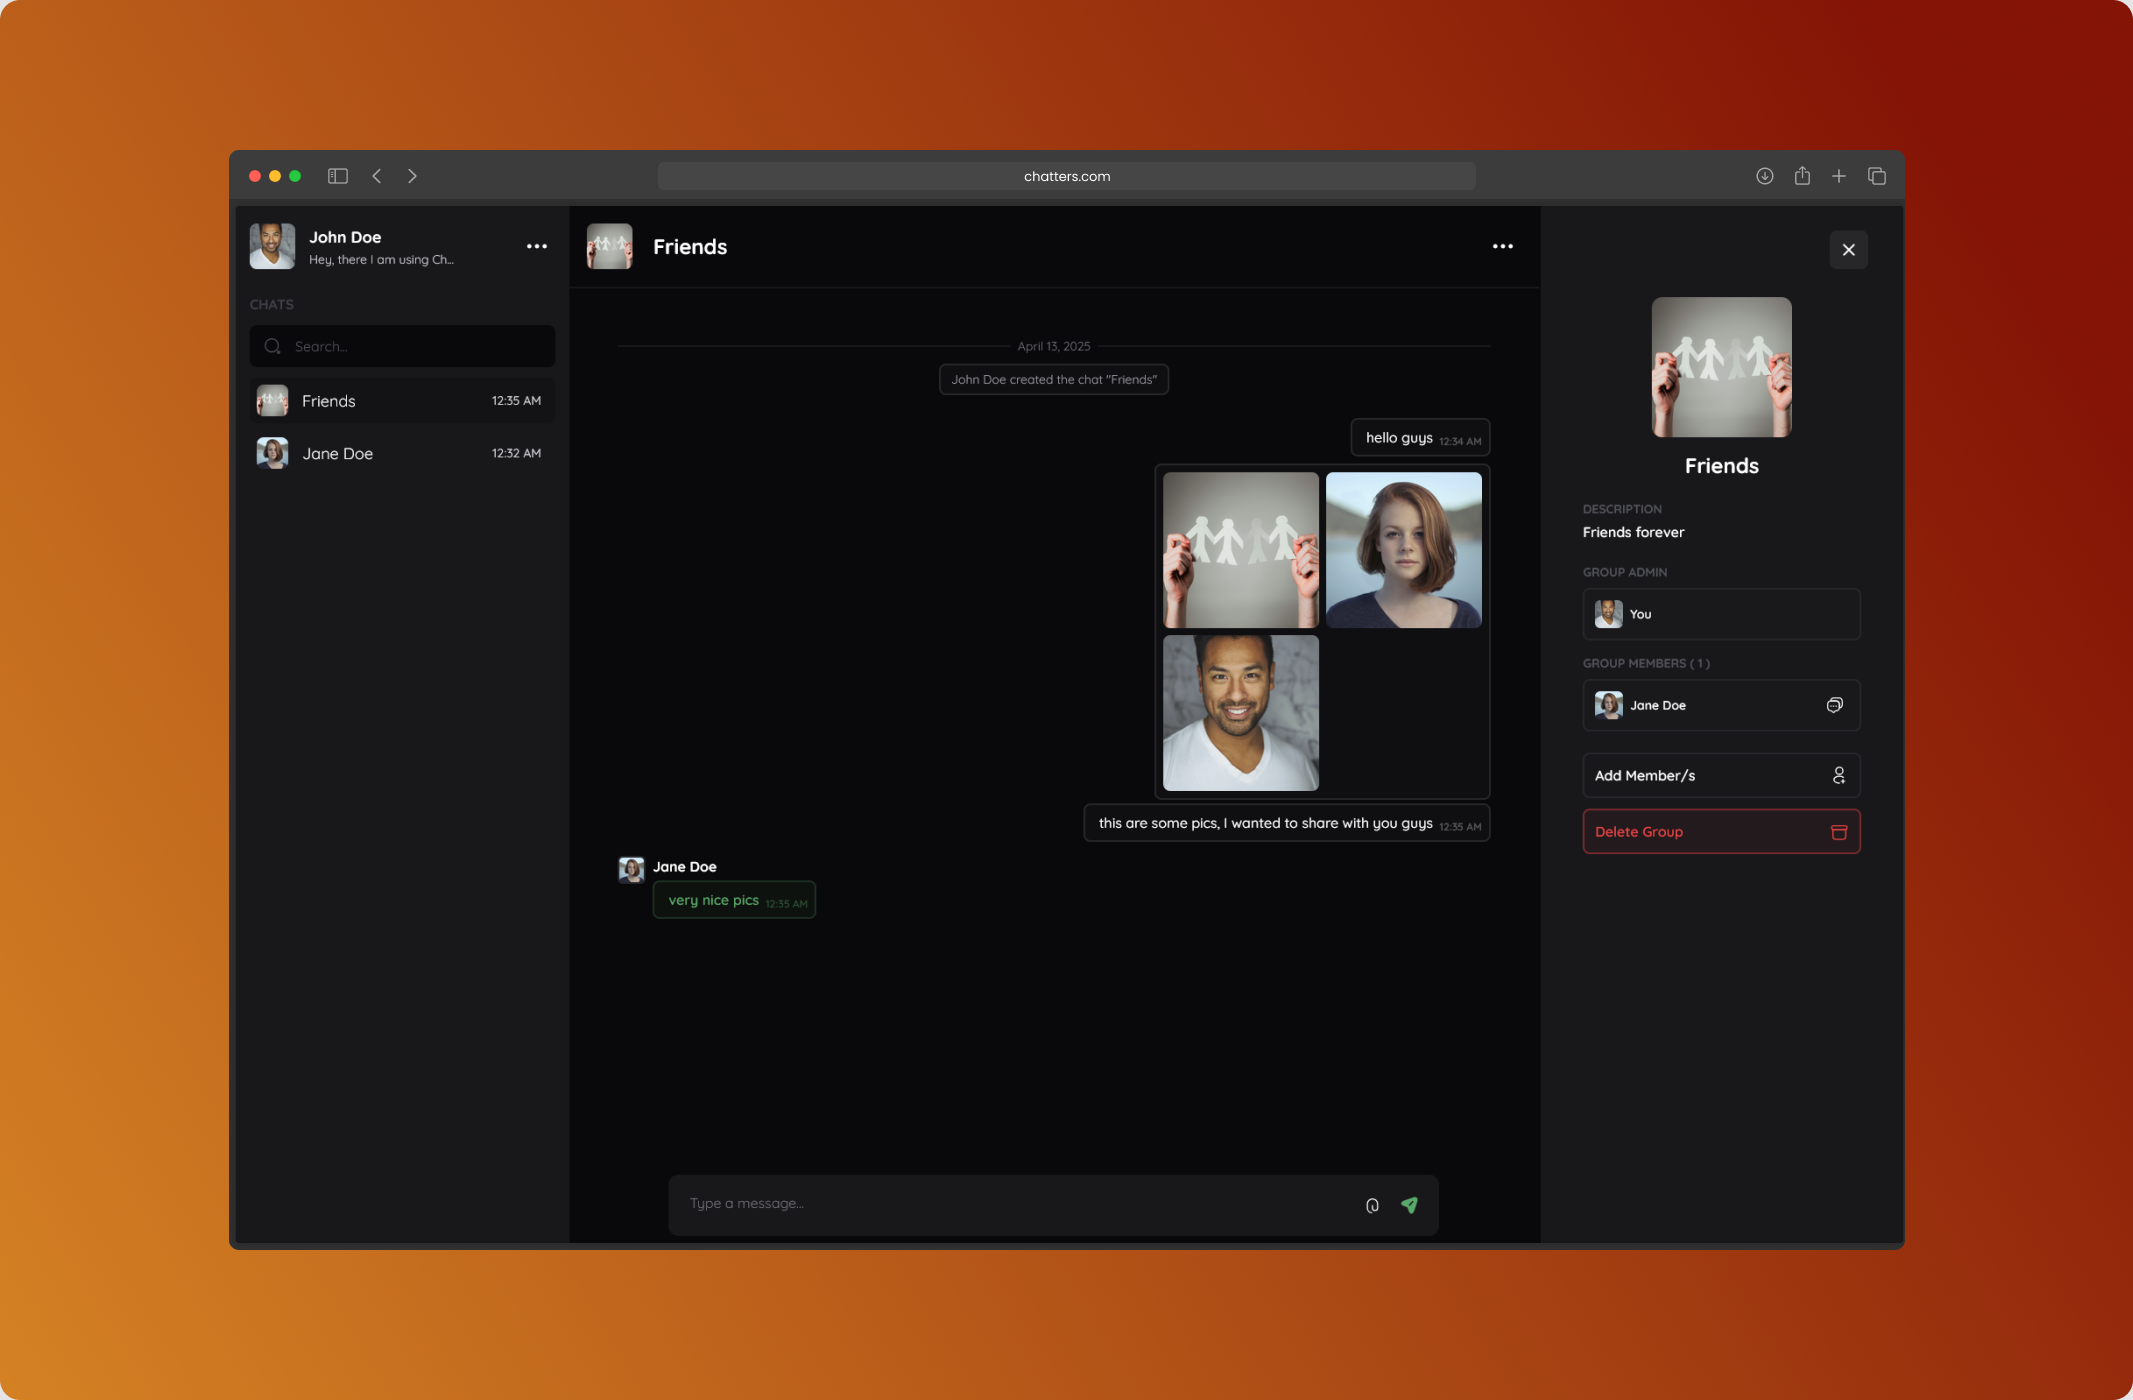 chatters.com
John Doe
Hey, there I am using Ch...
CHATS
Search...
Friends 12:35 AM
Jane Doe 12:32 AM
Friends
April 13, 2025
John Doe created the chat "Friends"
hello guys 12:34 AM
this are some pics, I wanted to share with you guys 12:35 AM
Jane Doe
very nice pics 12:35 AM
Type a message...
Friends
DESCRIPTION
Friends forever
GROUP ADMIN
You
GROUP MEMBERS ( 1 )
Jane Doe
Add Member/s
Delete Group